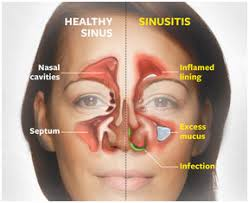 HEALTHY
SINUS
SINUSITIS
Nasal
cavities
Inflamed
lining
Septum
Excess
mucus
Infection